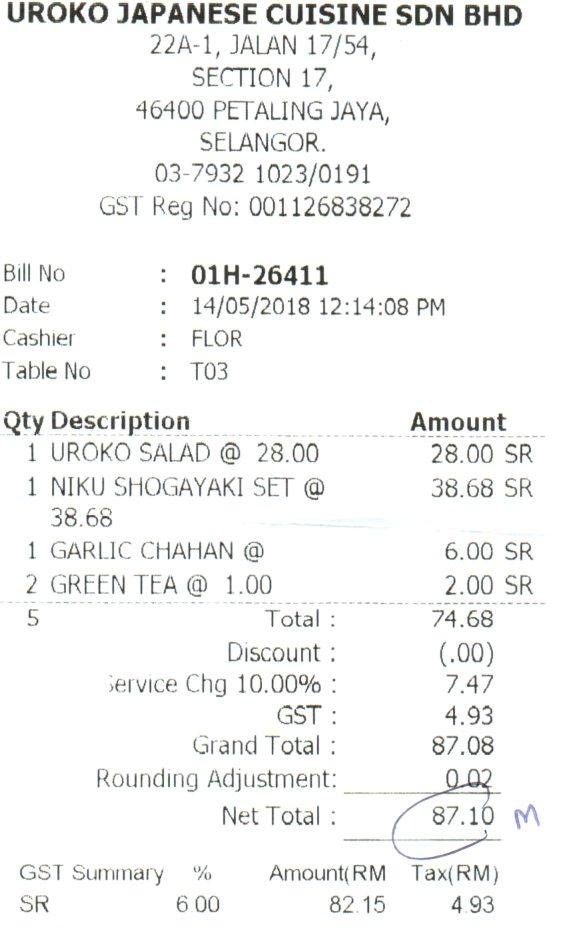 UROKO JAPANESE CUISINE SDN BHD
22A-1, JALAN 17/54,
SECTION 17,
46400 PETALING JAYA,
SELANGOR.
03-7932 1023/0191
GST Reg No: 001126838272
Bill No : 01H-26411
Date : 14/05/2018 12:14:08 PM
Cashier : FLOR
Table No : T03
Qty Description Amount
1 UROKO SALAD @ 28.00 28.00 SR
1 NIKU SHOGAYAKI SET @ 38.68 SR
38.68
1 GARLIC CHAHAN @ 6.00 SR
2 GREEN TEA @ 1.00 2.00 SR
5 Total : 74.68
Discount : (.00)
Service Chg 10.00% : 7.47
GST : 4.93
Grand Total : 87.08
Rounding Adjustment: 0.02
Net Total : 87.10 M
GST Summary % Amount(RM Tax(RM)
SR 6.00 82.15 4.93